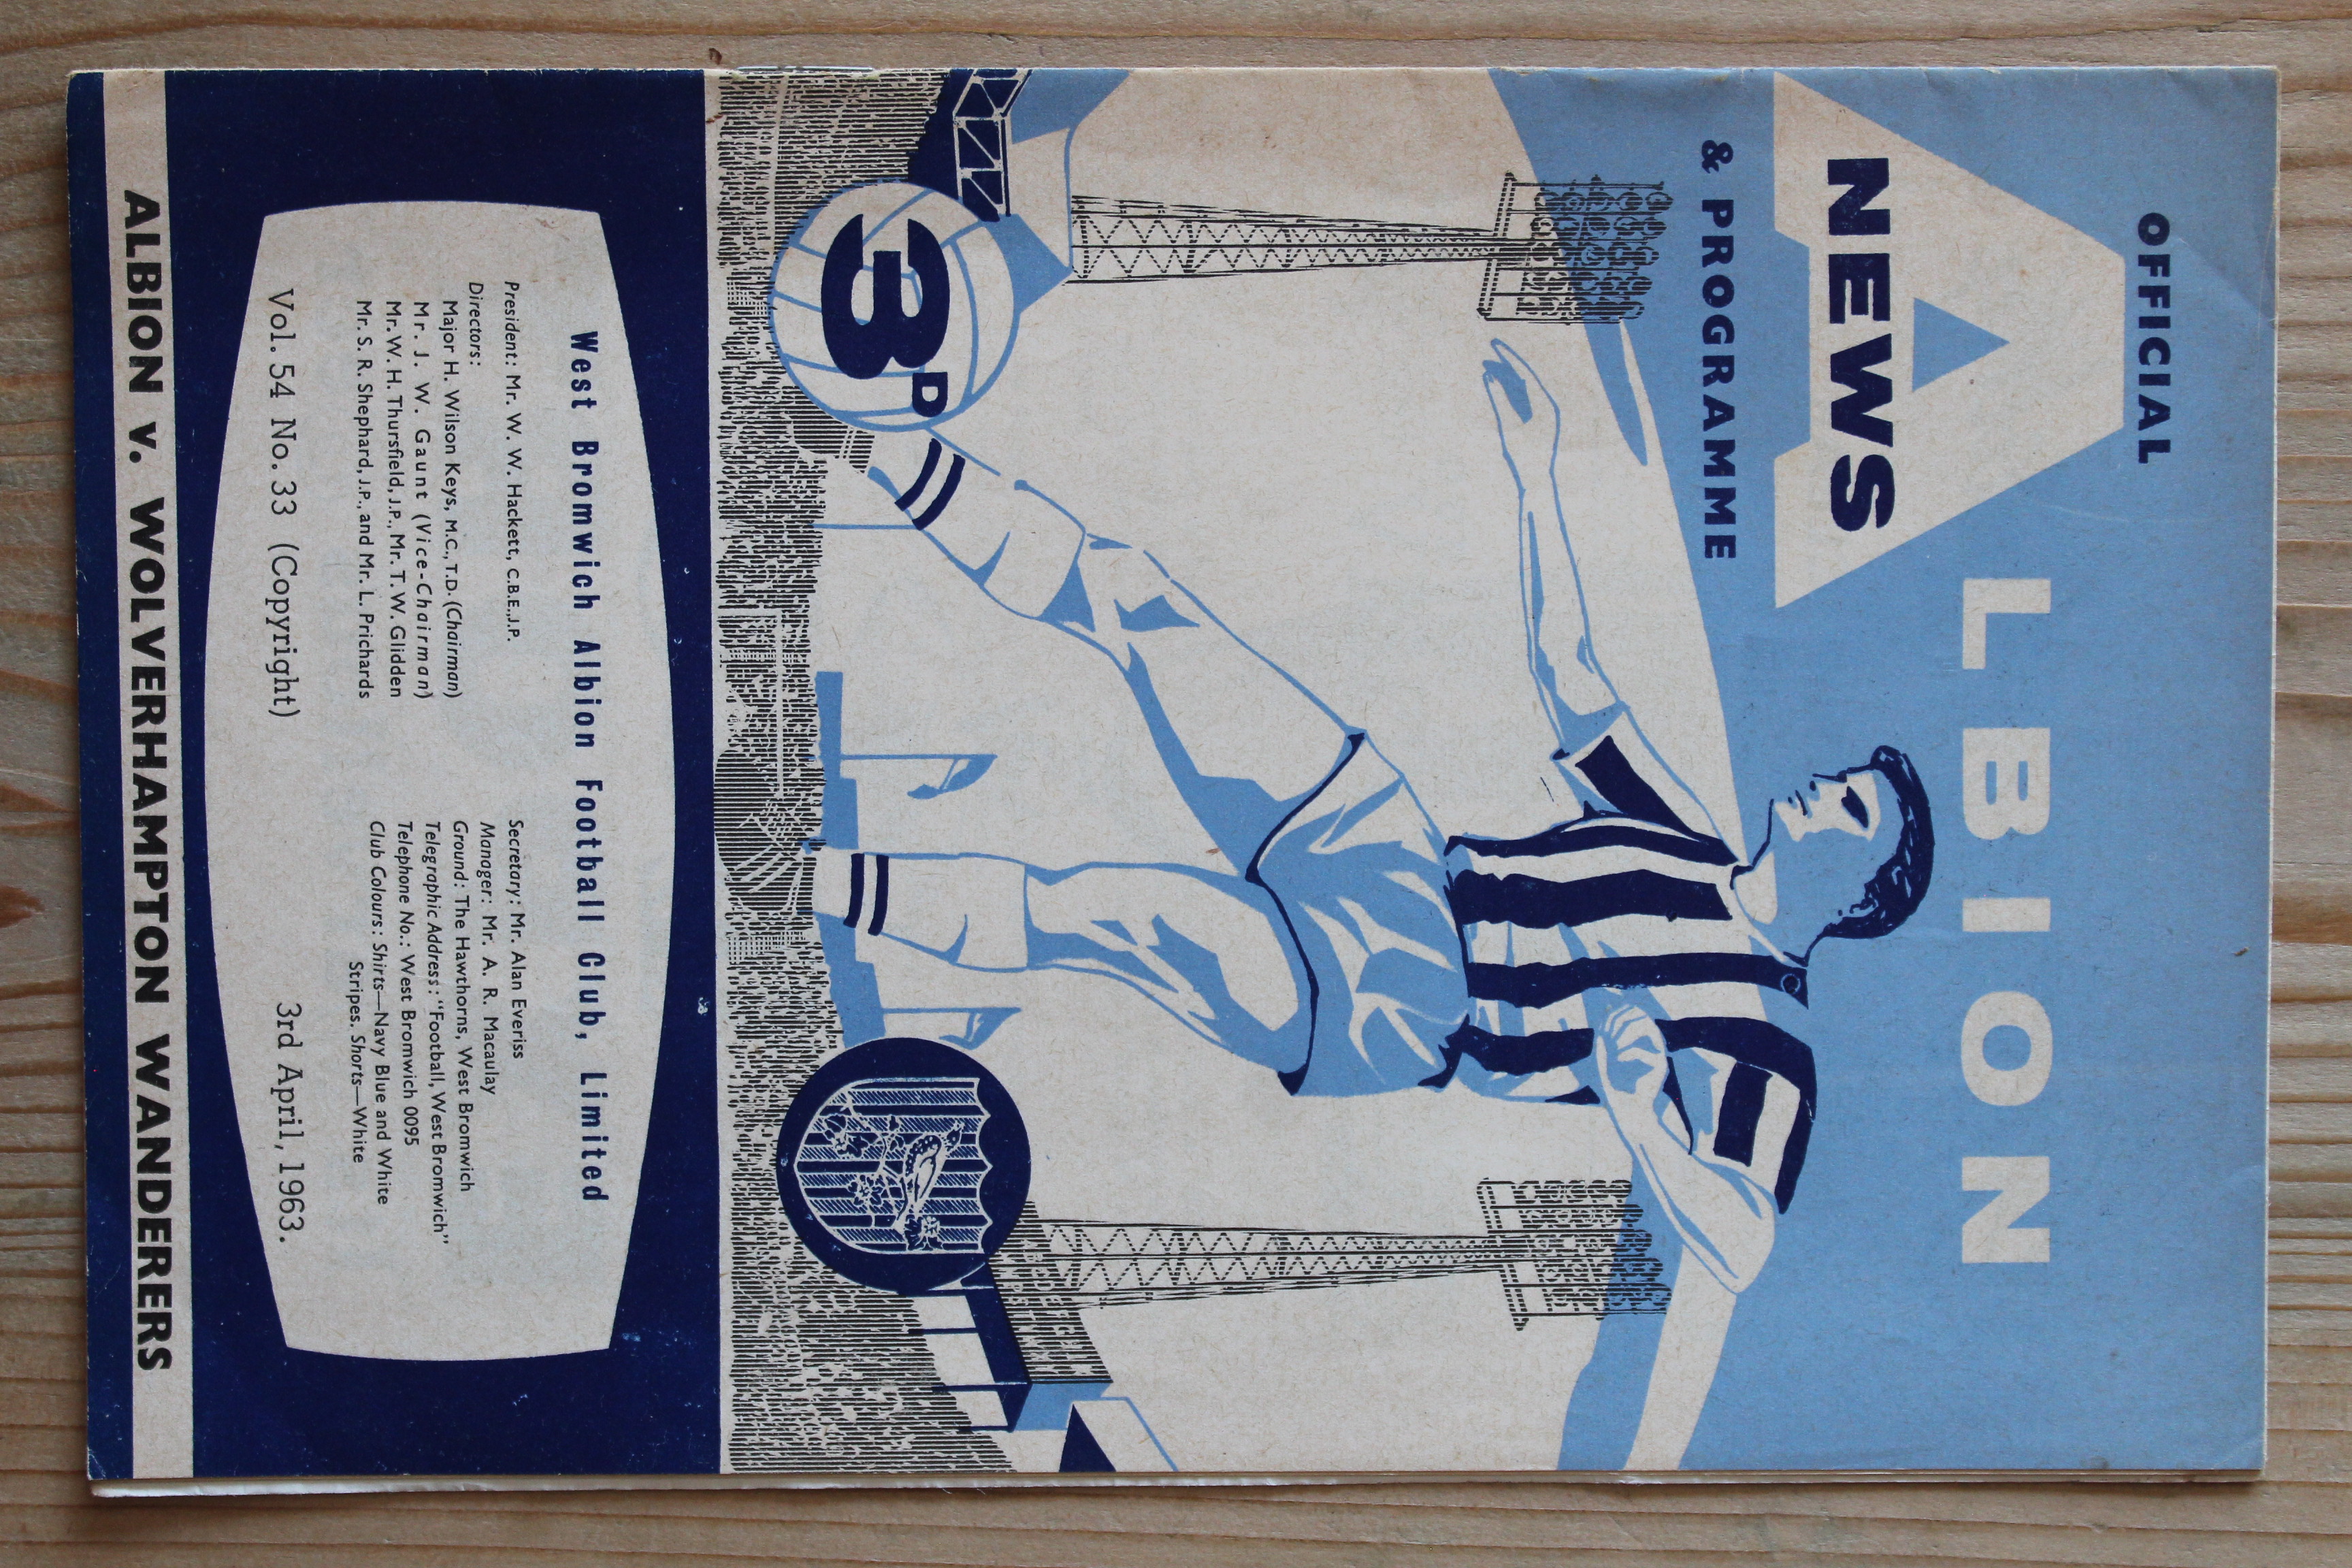 OFFICIAL
ALBION
NEWS
& PROGRAMME
3D
West Bromwich Albion Football Club, Limited
President: Mr. W. W. Hackett, C.B.E., J.P.
Directors:
Major H. Wilson Keys, M.C., T.D. (Chairman)
Mr. J. W. Gaunt (Vice-Chairman)
Mr. W. H. Thursfield, J.P., Mr. T. W. Glidden
Mr. S. R. Shephard, J.P., and Mr. L. Prichards
Secretary: Mr. Alan Everiss
Manager: Mr. A. R. Macaulay
Ground: The Hawthorns, West Bromwich
Telegraphic Address: "Football, West Bromwich"
Telephone No.: West Bromwich 0095
Club Colours: Shirts—Navy Blue and White
Stripes. Shorts—White
Vol. 54 No. 33 (Copyright) 3rd April, 1963.
ALBION v. WOLVERHAMPTON WANDERERS